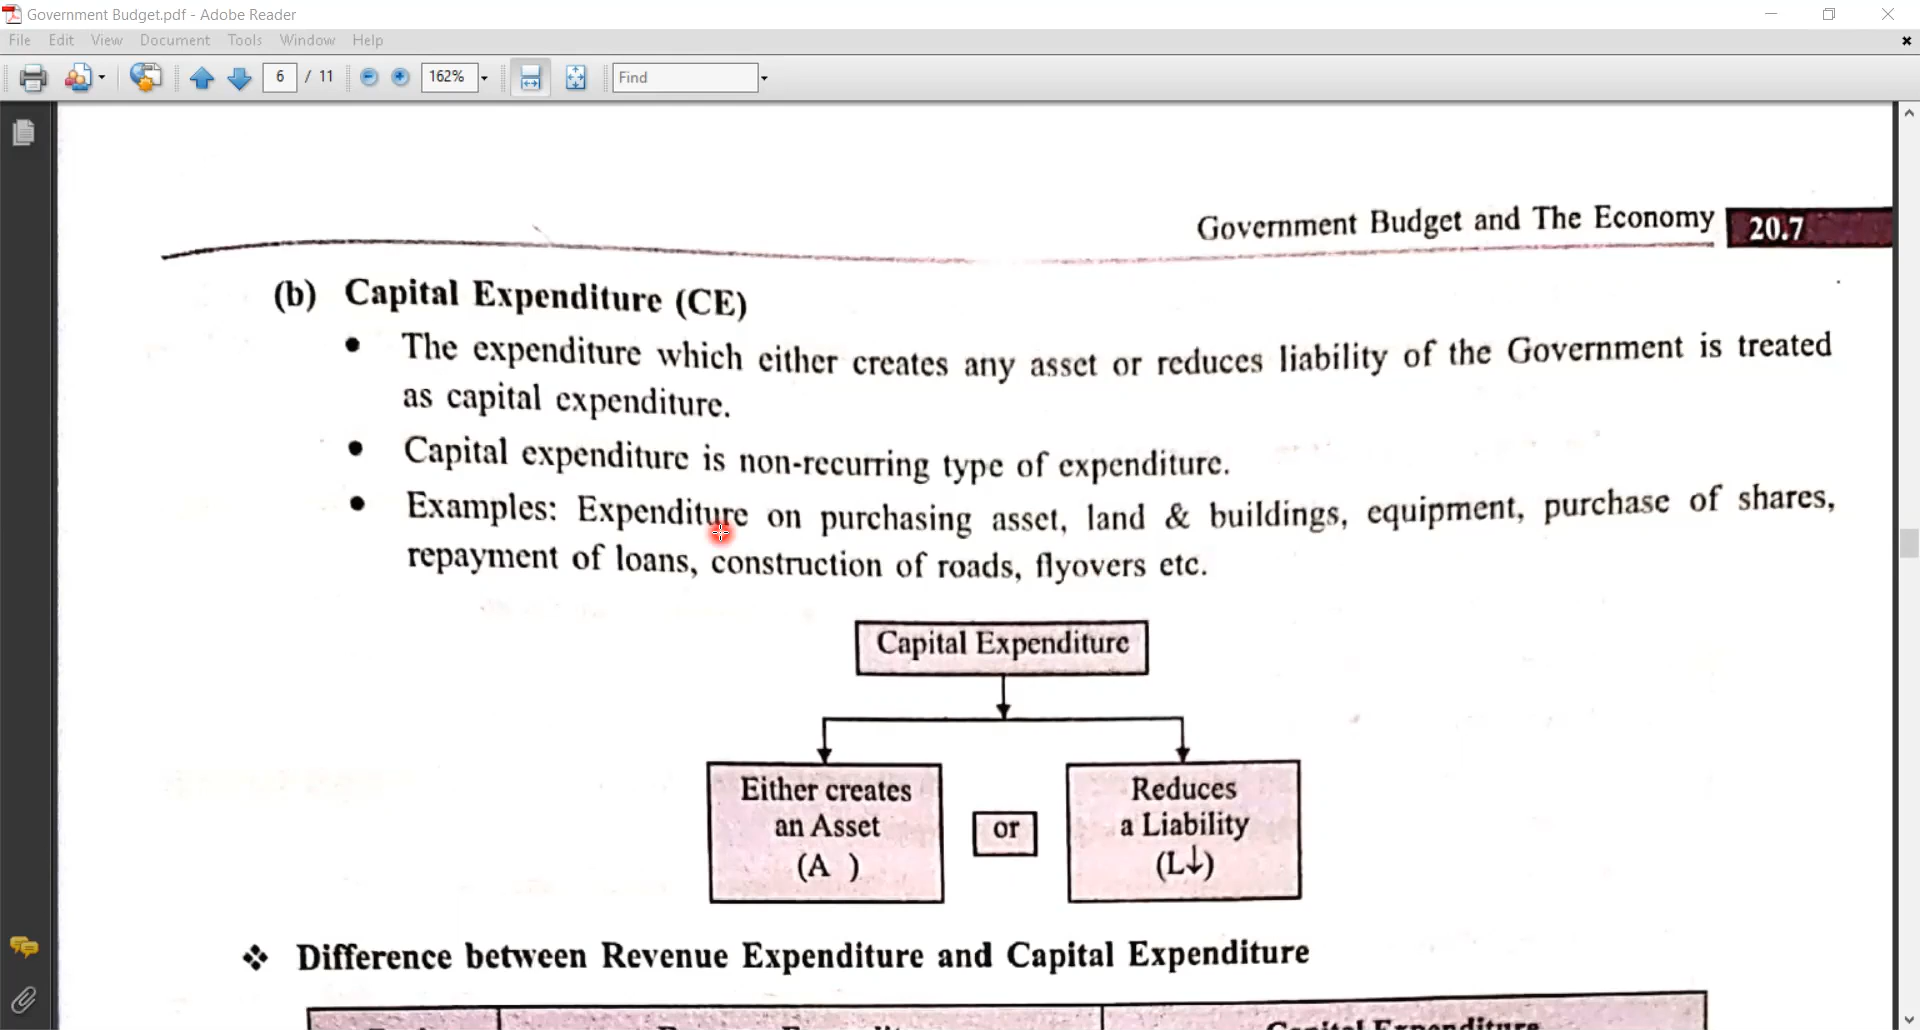 Government Budget.pdf - Adobe Reader
File Edit View Document Tools Window Help
6 / 11 162% Find
Government Budget and The Economy 20.7
(b) Capital Expenditure (CE)
• The expenditure which either creates any asset or reduces liability of the Government is treated
as capital expenditure.
• Capital expenditure is non-recurring type of expenditure.
• Examples: Expenditure on purchasing asset, land & buildings, equipment, purchase of shares,
repayment of loans, construction of roads, flyovers etc.
Capital Expenditure
Either creates
an Asset
(A )
or
Reduces
a Liability
(L↓)
❖ Difference between Revenue Expenditure and Capital Expenditure
Capital Expenditure